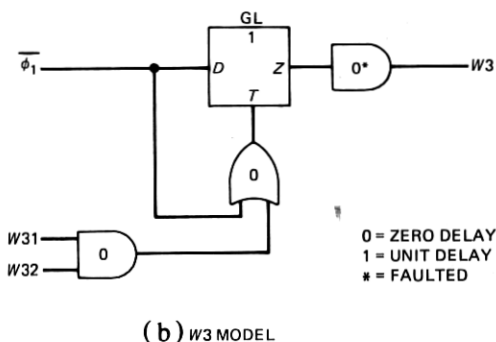 GL
1
φ̅₁
D
Z
T
0*
W3
0
W31
W32
0
0 = ZERO DELAY
1 = UNIT DELAY
* = FAULTED
(b) W3 MODEL